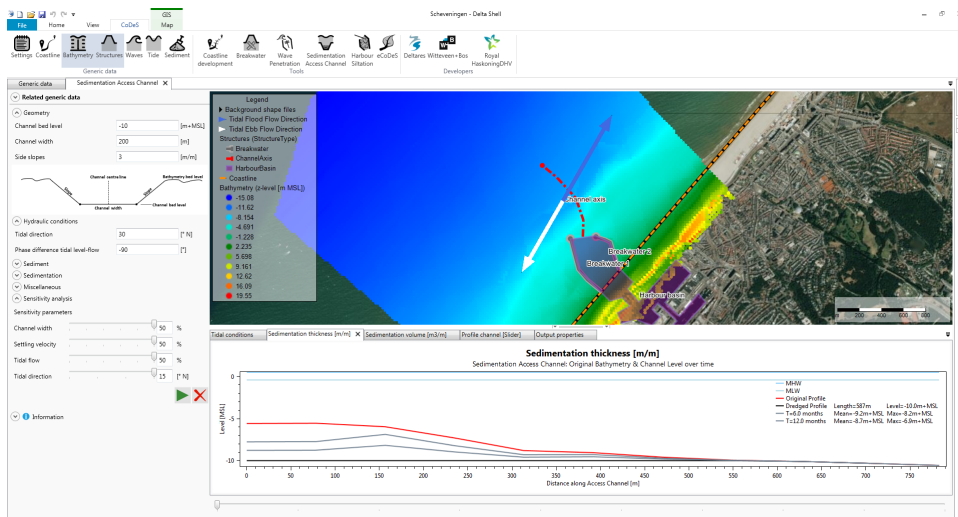 Scheveningen - Delta Shell
GIS
File Home View CoDeS Map
Settings Coastline Bathymetry Structures Waves Tide Sediment
Coastline development
Breakwater
Wave Penetration
Sedimentation Access Channel
Harbour Siltation
eCoDeS
Deltares
Witteveen+Bos
Royal HaskoningDHV
Generic data Tools Developers
Generic data Sedimentation Access Channel
Related generic data
Geometry
Channel bed level -10 [m+MSL]
Channel width 200 [m]
Side slopes 3 [m/m]
Channel centreline
Bathymetry bed level
slope
slope
Channel width
Channel bed level
Hydraulic conditions
Tidal direction 30 [° N]
Phase difference tidal level-flow -90 [°]
Sediment
Sedimentation
Miscellaneous
Sensitivity analysis
Sensitivity parameters
Channel width 50 %
Settling velocity 50 %
Tidal flow 50 %
Tidal direction 15 [° N]
Information
Legend
Background shape files
Tidal Flood Flow Direction
Tidal Ebb Flow Direction
Structures (StructureType)
Breakwater
ChannelAxis
HarbourBasin
Coastline
Bathymetry (z-level [m MSL])
-15.08
-11.62
-8.154
-4.691
-1.228
2.235
5.698
9.161
12.62
16.09
19.55
Channel axis
Breakwater 2
Breakwater 1
Harbour basin
200 400 600 800
Tidal conditions Sedimentation thickness [m/m] Sedimentation volume [m3/m] Profile channel [Slider] Output properties
Sedimentation thickness [m/m]
Sedimentation Access Channel: Original Bathymetry & Channel Level over time
MHW
MLW
Original Profile
Dredged Profile Length=587m Level=-10.0m+MSL
T=6.0 months Mean=-9.2m+MSL Max=-8.2m+MSL
T=12.0 months Mean=-8.7m+MSL Max=-6.9m+MSL
Level [MSL]
0
-5
-10
0 50 100 150 200 250 300 350 400 450 500 550 600 650 700 750
Distance along Access Channel [m]